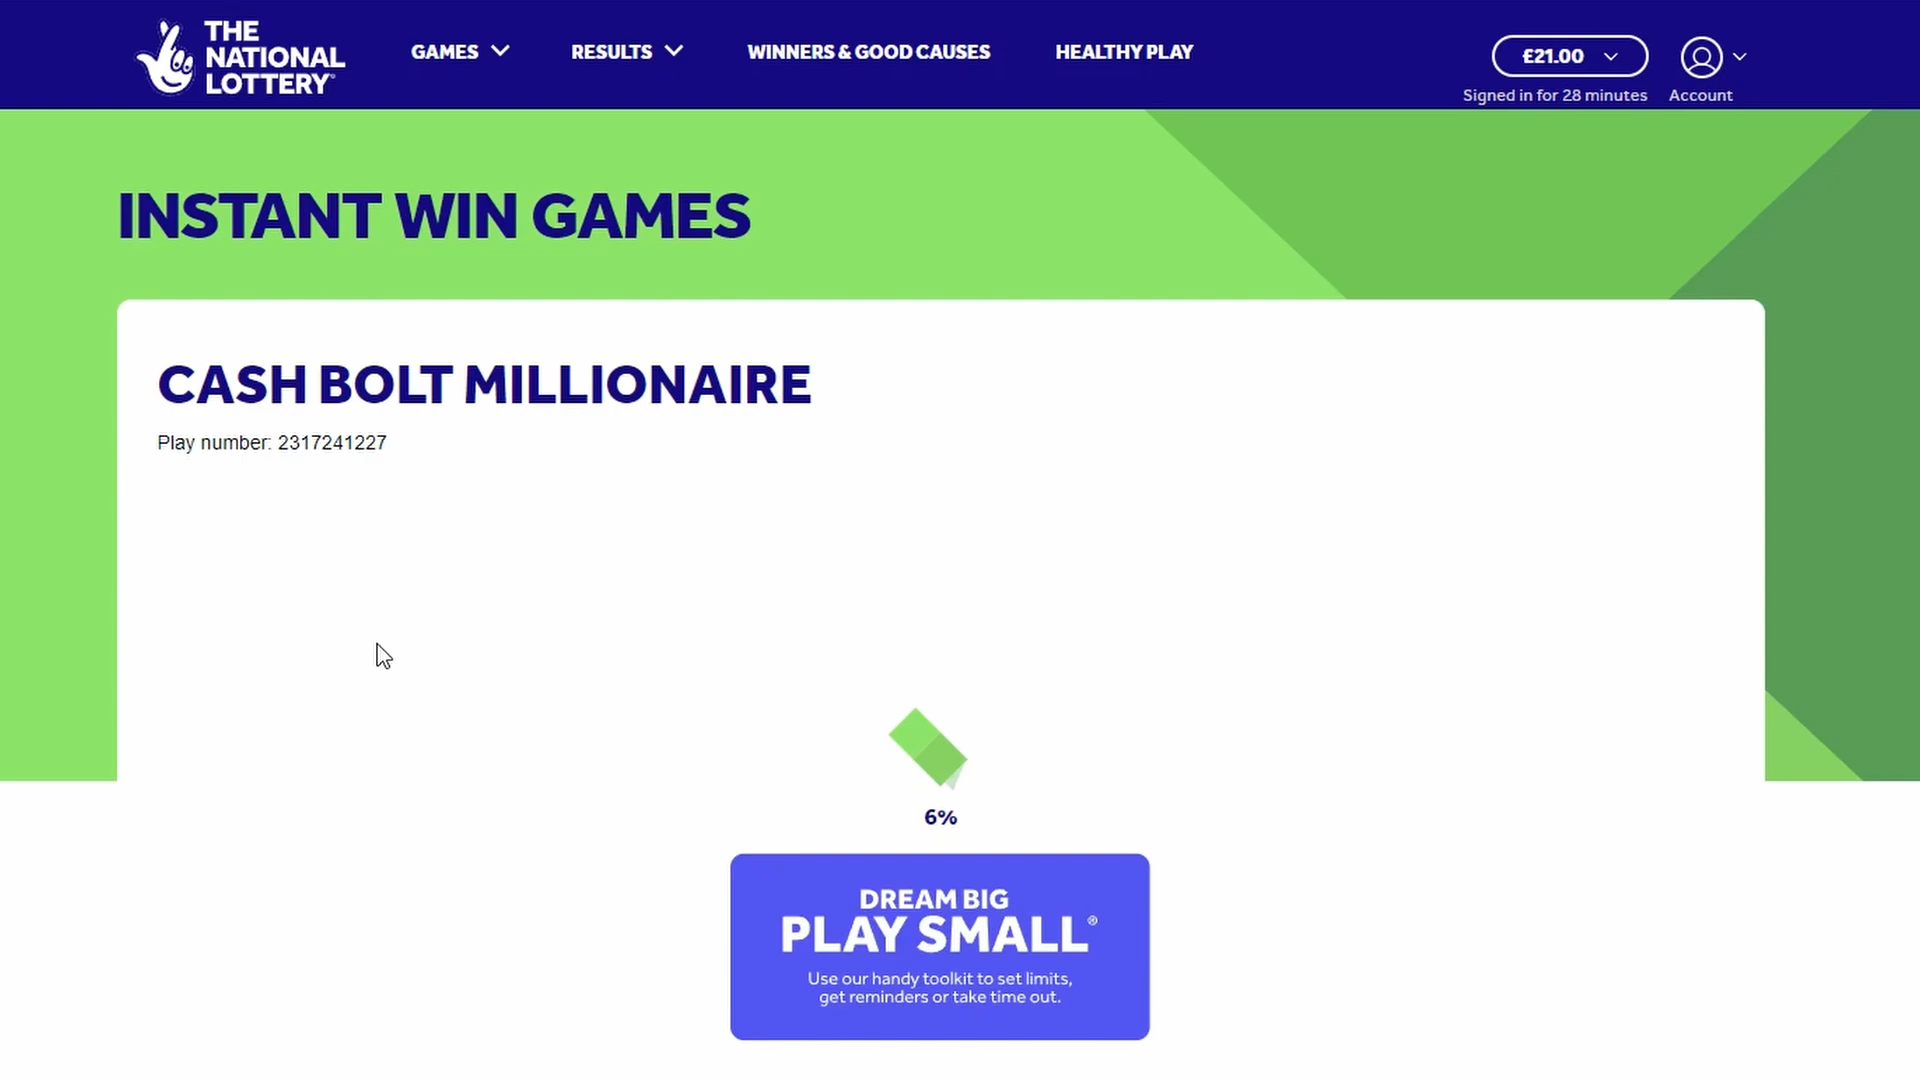 THE
NATIONAL
LOTTERY®
GAMES
RESULTS
WINNERS & GOOD CAUSES
HEALTHY PLAY
£21.00
Signed in for 28 minutes
Account
INSTANT WIN GAMES
CASH BOLT MILLIONAIRE
Play number: 2317241227
6%
DREAM BIG
PLAY SMALL®
Use our handy toolkit to set limits,
get reminders or take time out.